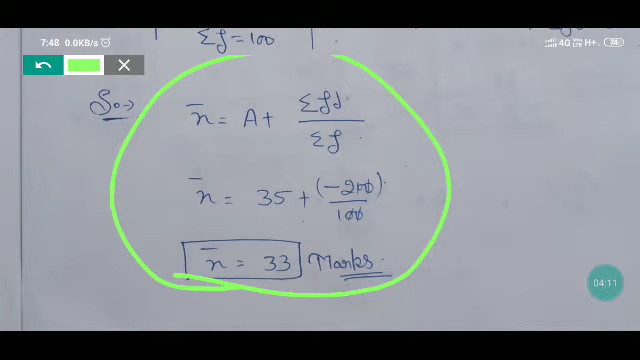 7:48 0.0KB/s 4G H+ 74
Σf = 100
So→ x̄ = A + Σfd / Σf
x̄ = 35 + (-200) / 100
x̄ = 33 Marks.
04:11